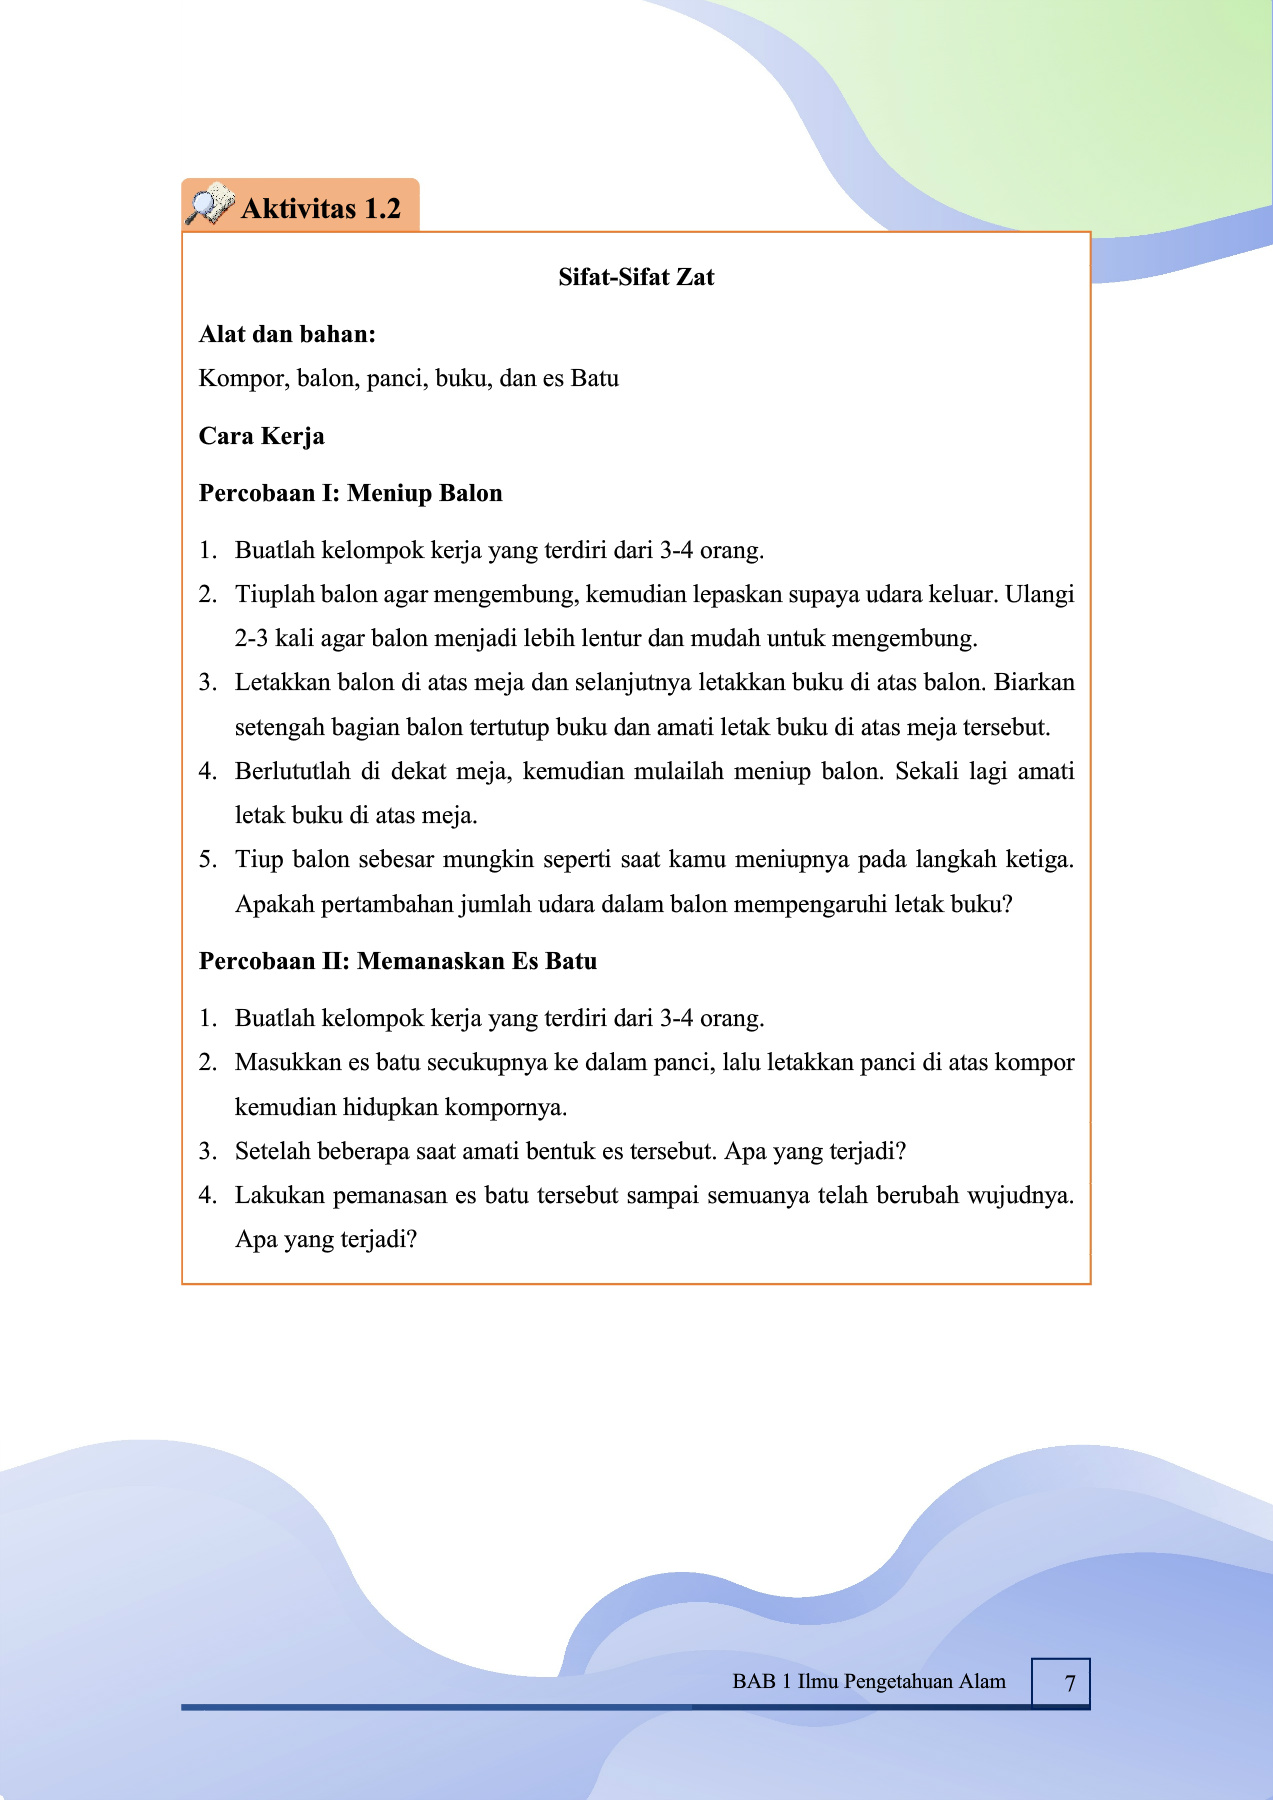 Aktivitas 1.2
Sifat-Sifat Zat
Alat dan bahan:
Kompor, balon, panci, buku, dan es Batu
Cara Kerja
Percobaan I: Meniup Balon
1. Buatlah kelompok kerja yang terdiri dari 3-4 orang.
2. Tiuplah balon agar mengembung, kemudian lepaskan supaya udara keluar. Ulangi
2-3 kali agar balon menjadi lebih lentur dan mudah untuk mengembung.
3. Letakkan balon di atas meja dan selanjutnya letakkan buku di atas balon. Biarkan
setengah bagian balon tertutup buku dan amati letak buku di atas meja tersebut.
4. Berlututlah di dekat meja, kemudian mulailah meniup balon. Sekali lagi amati
letak buku di atas meja.
5. Tiup balon sebesar mungkin seperti saat kamu meniupnya pada langkah ketiga.
Apakah pertambahan jumlah udara dalam balon mempengaruhi letak buku?
Percobaan II: Memanaskan Es Batu
1. Buatlah kelompok kerja yang terdiri dari 3-4 orang.
2. Masukkan es batu secukupnya ke dalam panci, lalu letakkan panci di atas kompor
kemudian hidupkan kompornya.
3. Setelah beberapa saat amati bentuk es tersebut. Apa yang terjadi?
4. Lakukan pemanasan es batu tersebut sampai semuanya telah berubah wujudnya.
Apa yang terjadi?
BAB 1 Ilmu Pengetahuan Alam 7